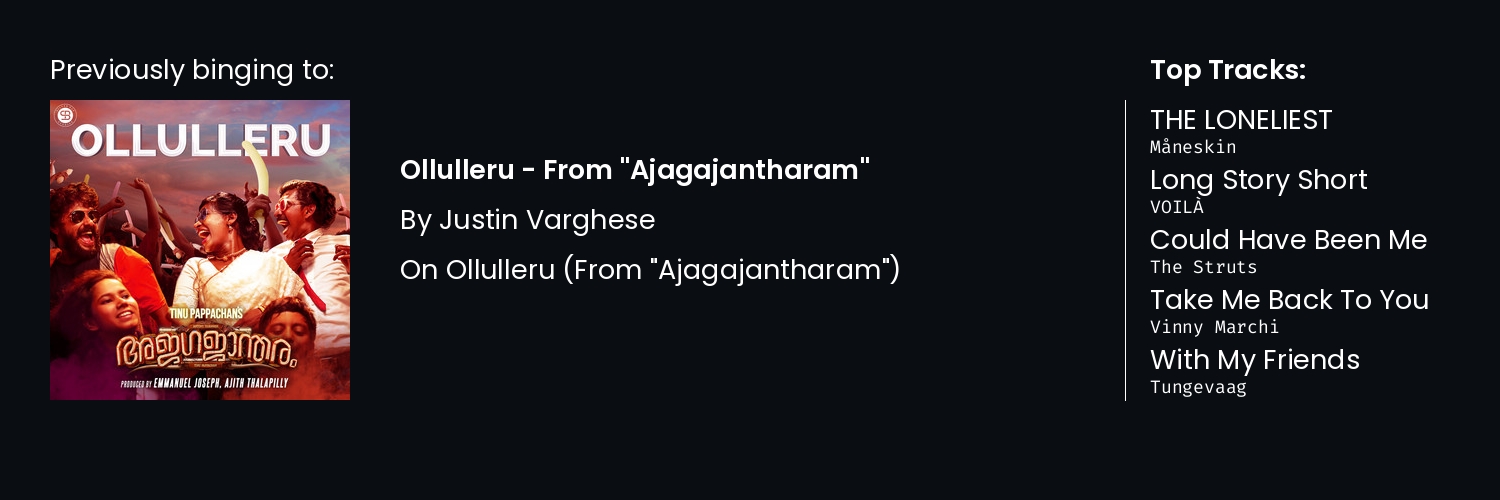 Previously binging to:
OLLULLERU
TINU PAPPACHAN'S
അജഗജാന്തരം
PRODUCED BY EMMANUEL JOSEPH, AJITH THALAPILLY
Ollulleru - From "Ajagajantharam"
By Justin Varghese
On Ollulleru (From "Ajagajantharam")
Top Tracks:
THE LONELIEST
Måneskin
Long Story Short
VOILÀ
Could Have Been Me
The Struts
Take Me Back To You
Vinny Marchi
With My Friends
Tungevaag